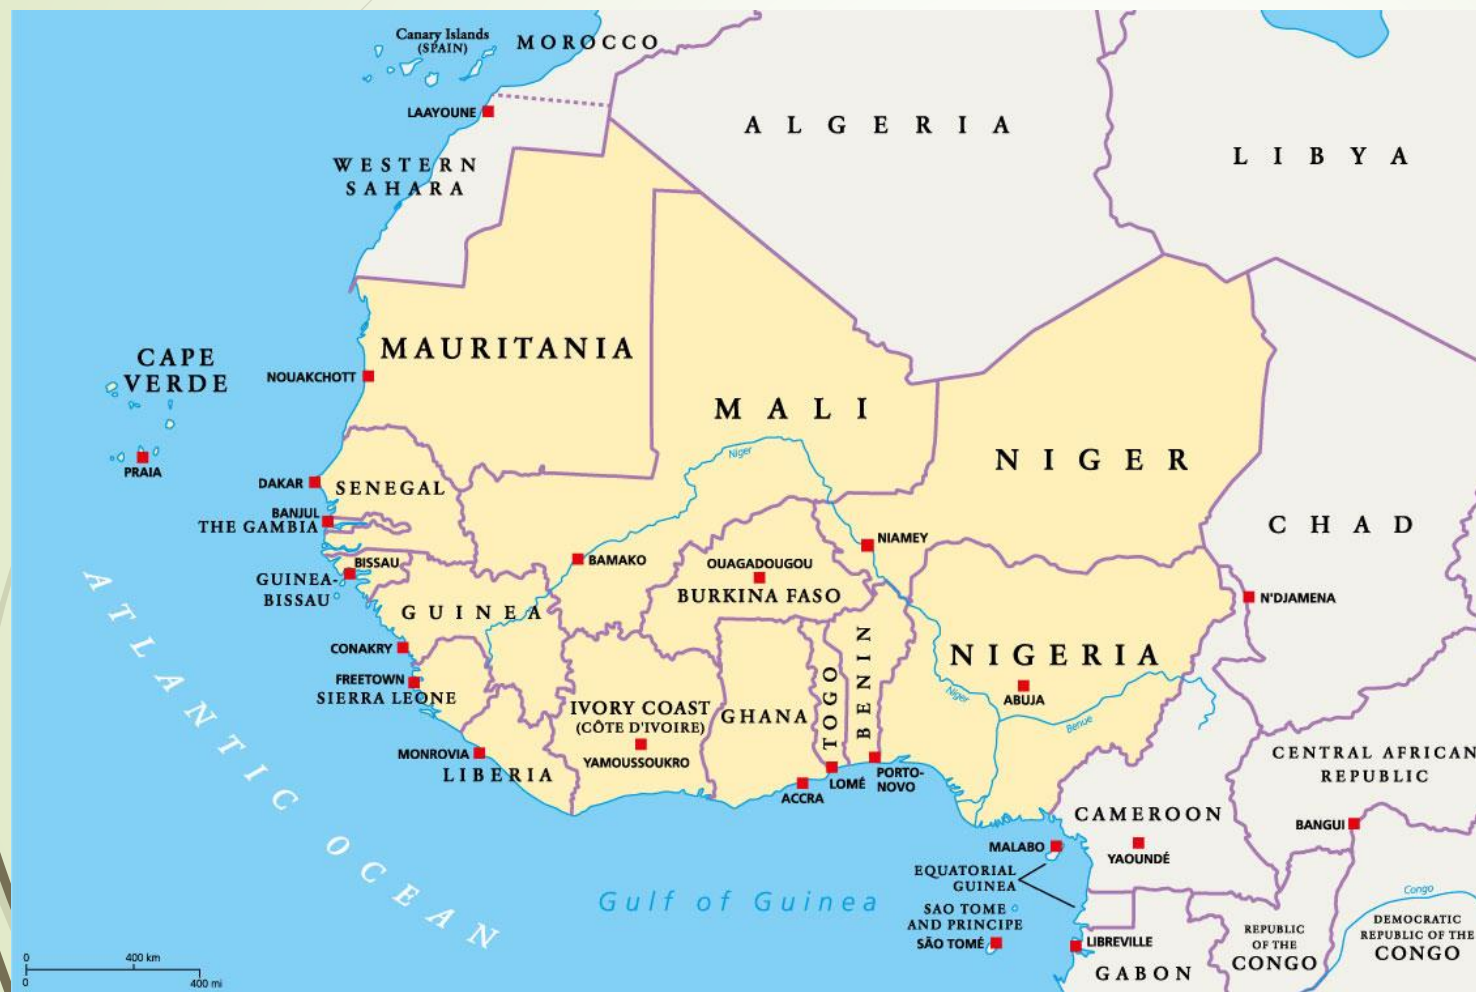 Canary Islands
(SPAIN)
MOROCCO
LAAYOUNE
ALGERIA
LIBYA
WESTERN
SAHARA
MAURITANIA
CAPE
VERDE
NOUAKCHOTT
MALI
Niger
NIGER
PRAIA
DAKAR
SENEGAL
BANJUL
THE GAMBIA
CHAD
NIAMEY
BAMAKO
OUAGADOUGOU
BURKINA FASO
BISSAU
GUINEA-
BISSAU
GUINEA
N'DJAMENA
ATLANTIC OCEAN
CONAKRY
FREETOWN
SIERRA LEONE
NIGERIA
ABUJA
Niger
Benue
IVORY COAST
(CÔTE D'IVOIRE)
YAMOUSSOUKRO
GHANA
TOGO
BENIN
MONROVIA
LIBERIA
ACCRA
LOMÉ
PORTO-
NOVO
CENTRAL AFRICAN
REPUBLIC
CAMEROON
YAOUNDÉ
BANGUI
MALABO
EQUATORIAL
GUINEA
Gulf of Guinea
SAO TOME
AND PRINCIPE
SÃO TOMÉ
LIBREVILLE
GABON
REPUBLIC
OF THE
CONGO
Congo
DEMOCRATIC
REPUBLIC OF THE
CONGO
0 400 km
0 400 mi